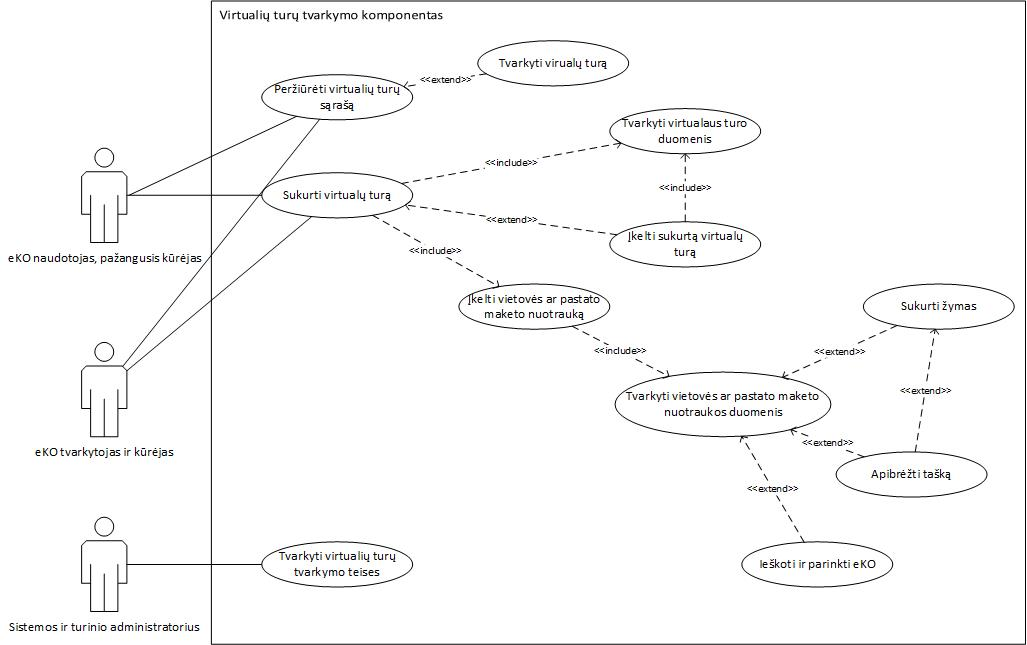 Virtualių turų tvarkymo komponentas
Tvarkyti virualų turą
<<extend>>
Peržiūrėti virtualių turų
sąrašą
Tvarkyti virtualaus turo
duomenis
<<include>>
<<include>>
Sukurti virtualų turą
<<extend>>
Įkelti sukurtą virtualų
turą
<<include>>
eKO naudotojas, pažangusis kūrėjas
Įkelti vietovės ar pastato
maketo nuotrauką
Sukurti žymas
<<include>>
<<extend>>
Tvarkyti vietovės ar pastato maketo
nuotraukos duomenis
<<extend>>
<<extend>>
eKO tvarkytojas ir kūrėjas
Apibrėžti tašką
<<extend>>
Tvarkyti virtualių turų
tvarkymo teises
Ieškoti ir parinkti eKO
Sistemos ir turinio administratorius